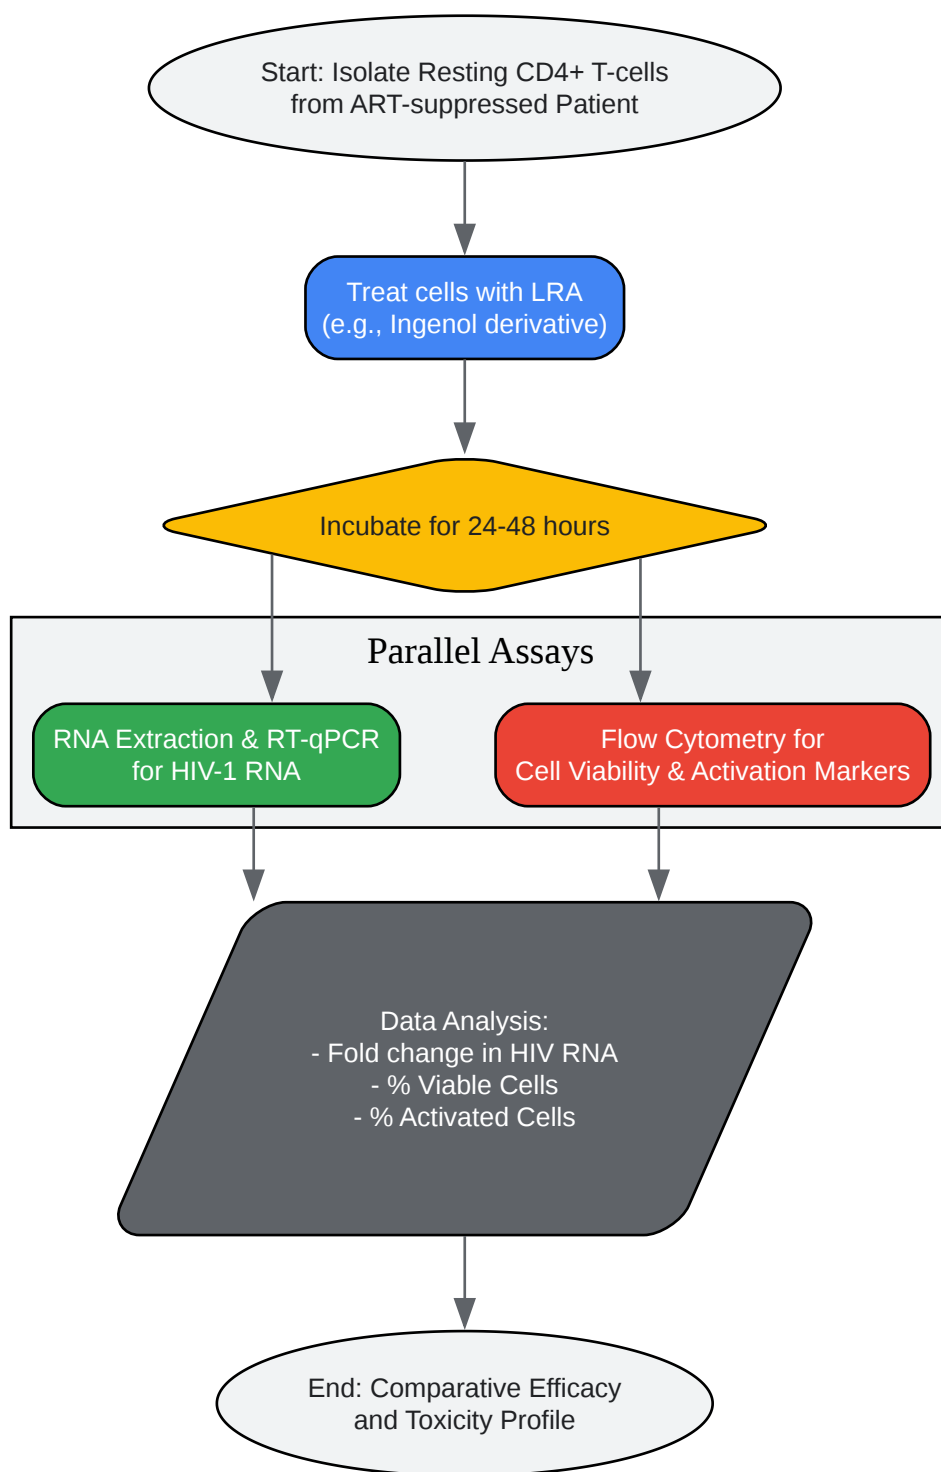 Start: Isolate Resting CD4+ T-cells
from ART-suppressed Patient
Treat cells with LRA
(e.g., Ingenol derivative)
Incubate for 24-48 hours
Parallel Assays
RNA Extraction & RT-qPCR
for HIV-1 RNA
Flow Cytometry for
Cell Viability & Activation Markers
Data Analysis:
- Fold change in HIV RNA
- % Viable Cells
- % Activated Cells
End: Comparative Efficacy
and Toxicity Profile